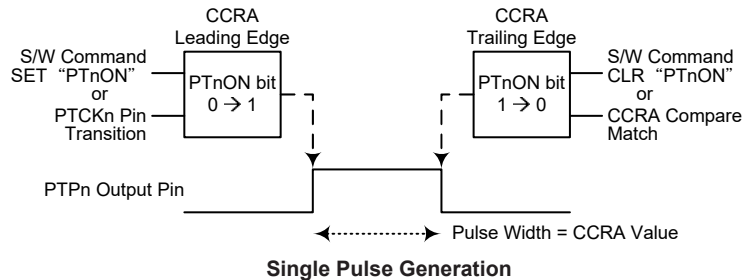 CCRA
Leading Edge
S/W Command
SET “PTnON”
or
PTCKn Pin
Transition
PTnON bit
0 → 1
CCRA
Trailing Edge
PTnON bit
1 → 0
S/W Command
CLR “PTnON”
or
CCRA Compare
Match
PTPn Output Pin
Pulse Width = CCRA Value
Single Pulse Generation